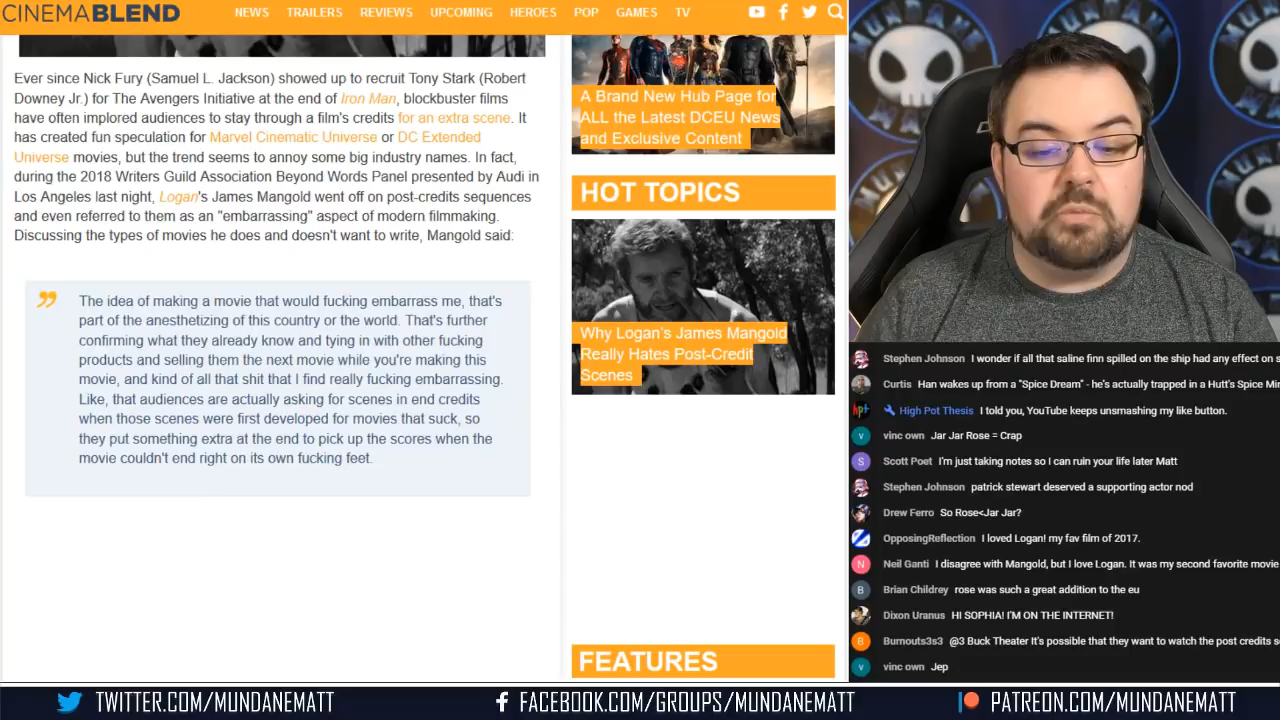 CINEMABLEND
NEWS TRAILERS REVIEWS UPCOMING HEROES POP GAMES TV
Ever since Nick Fury (Samuel L. Jackson) showed up to recruit Tony Stark (Robert
Downey Jr.) for The Avengers Initiative at the end of Iron Man, blockbuster films
have often implored audiences to stay through a film's credits for an extra scene. It
has created fun speculation for Marvel Cinematic Universe or DC Extended
Universe movies, but the trend seems to annoy some big industry names. In fact,
during the 2018 Writers Guild Association Beyond Words Panel presented by Audi in
Los Angeles last night, Logan's James Mangold went off on post-credits sequences
and even referred to them as an "embarrassing" aspect of modern filmmaking.
Discussing the types of movies he does and doesn't want to write, Mangold said:
The idea of making a movie that would fucking embarrass me, that's
part of the anesthetizing of this country or the world. That's further
confirming what they already know and tying in with other fucking
products and selling them the next movie while you're making this
movie, and kind of all that shit that I find really fucking embarrassing.
Like, that audiences are actually asking for scenes in end credits
when those scenes were first developed for movies that suck, so
they put something extra at the end to pick up the scores when the
movie couldn't end right on its own fucking feet.
A Brand New Hub Page for
ALL the Latest DCEU News
and Exclusive Content
HOT TOPICS
Why Logan's James Mangold
Really Hates Post-Credit
Scenes
FEATURES
MUNDANE
Stephen Johnson I wonder if all that saline finn spilled on the ship had any effect on s
Curtis Han wakes up from a "Spice Dream" - he's actually trapped in a Hutt's Spice Mi
hpt High Pot Thesis I told you, YouTube keeps unsmashing my like button.
v vinc own Jar Jar Rose = Crap
S Scott Poet I'm just taking notes so I can ruin your life later Matt
Stephen Johnson patrick stewart deserved a supporting actor nod
Drew Ferro So Rose<Jar Jar?
OpposingReflection I loved Logan! my fav film of 2017.
N Neil Ganti I disagree with Mangold, but I love Logan. It was my second favorite movie
B Brian Childrey rose was such a great addition to the eu
Dixon Uranus HI SOPHIA! I'M ON THE INTERNET!
B Burnouts3s3 @3 Buck Theater It's possible that they want to watch the post credits s
v vinc own Jep
TWITTER.COM/MUNDANEMATT FACEBOOK.COM/GROUPS/MUNDANEMATT PATREON.COM/MUNDANEMATT